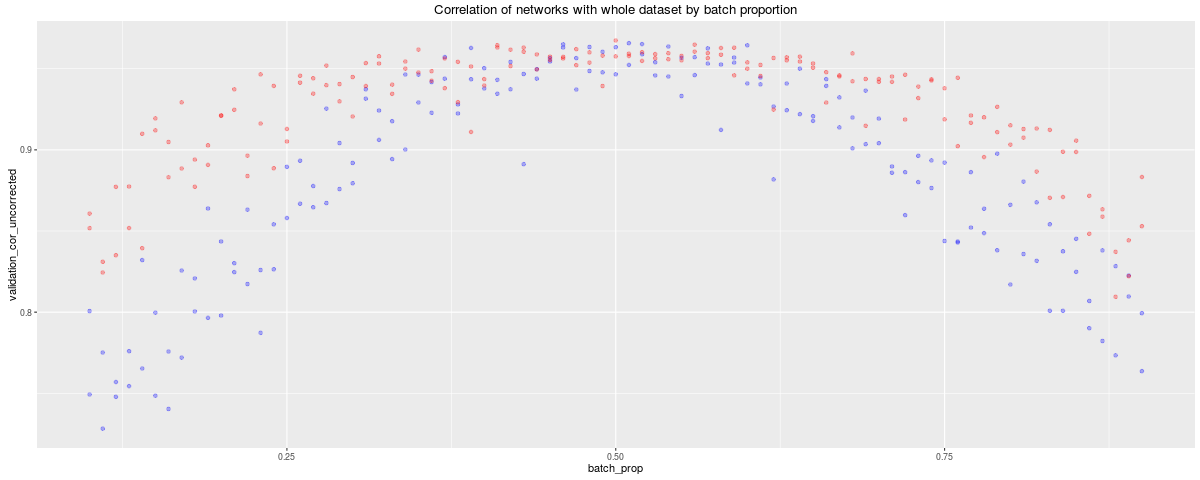 Correlation of networks with whole dataset by batch proportion
validation_cor_uncorrected
0.9
0.8
0.25
0.50
0.75
batch_prop